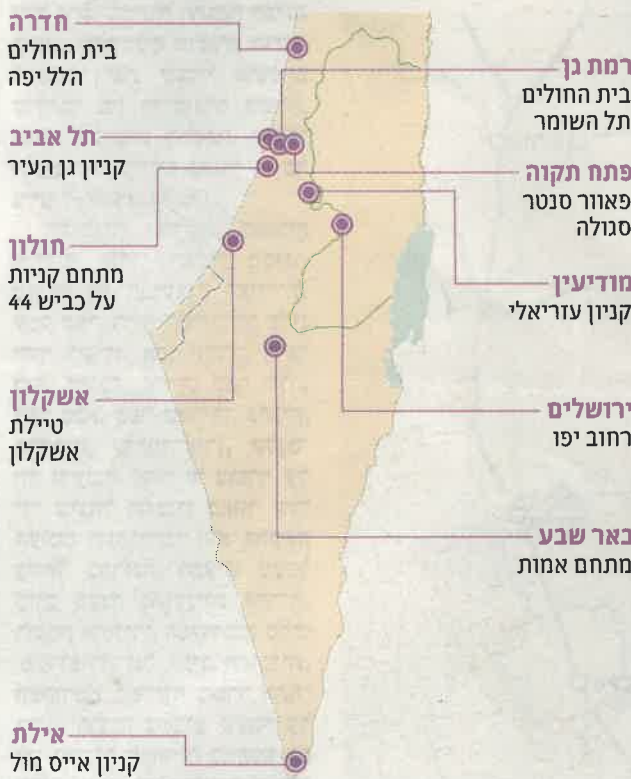 חדרה
בית החולים
הלל יפה
רמת גן
בית החולים
תל השומר
תל אביב
קניון גן העיר
פתח תקוה
פאוור סנטר
סגולה
חולון
מתחם קניות
על כביש 44
מודיעין
קניון עזריאלי
אשקלון
טיילת
אשקלון
ירושלים
רחוב יפו
באר שבע
מתחם אמות
אילת
קניון אייס מול